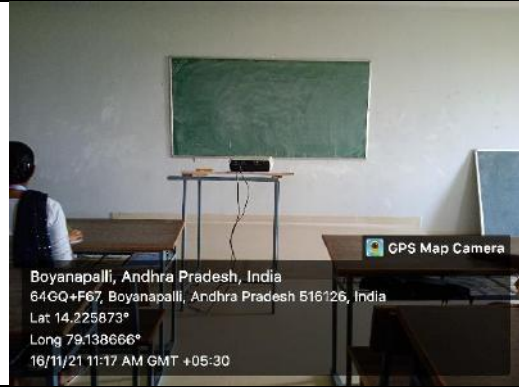 GPS Map Camera
Boyanapalli, Andhra Pradesh, India
64GQ+F67, Boyanapalli, Andhra Pradesh 516126, India
Lat 14.225873°
Long 79.138666°
16/11/21 11:17 AM GMT +05:30